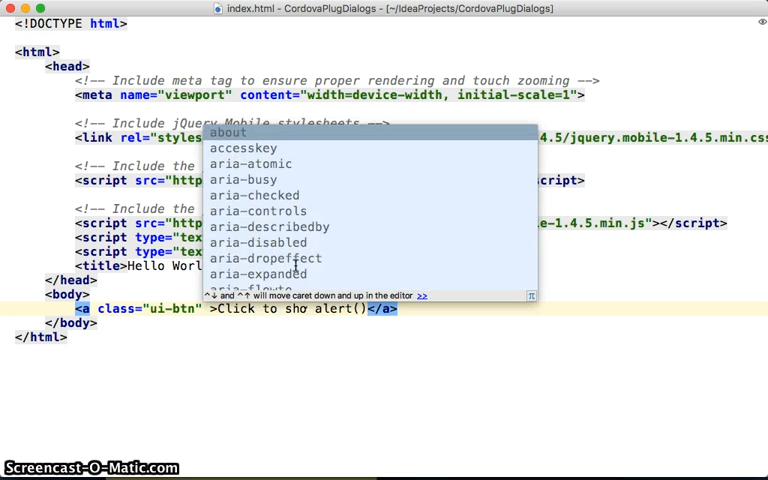 index.html - CordovaPlugDialogs - [~/IdeaProjects/CordovaPlugDialogs]
<!DOCTYPE html>
<html>
<head>
<!-- Include meta tag to ensure proper rendering and touch zooming -->
<meta name="viewport" content="width=device-width, initial-scale=1">
<!-- Include jQuery Mobile stylesheets -->
<link rel="styles 4.5/jquery.mobile-1.4.5.min.css
<!-- Include the
<script src="http script>
<!-- Include the
<script src="http e-1.4.5.min.js"></script>
<script type="tex
<script type="tex
<title>Hello Worl
</head>
<body>
<a class="ui-btn" >Click to sho alert()</a>
</body>
</html>
about
accesskey
aria-atomic
aria-busy
aria-checked
aria-controls
aria-describedby
aria-disabled
aria-dropeffect
aria-expanded
aria-flowto
^↓ and ^↑ will move caret down and up in the editor >>
π
Screencast-O-Matic.com